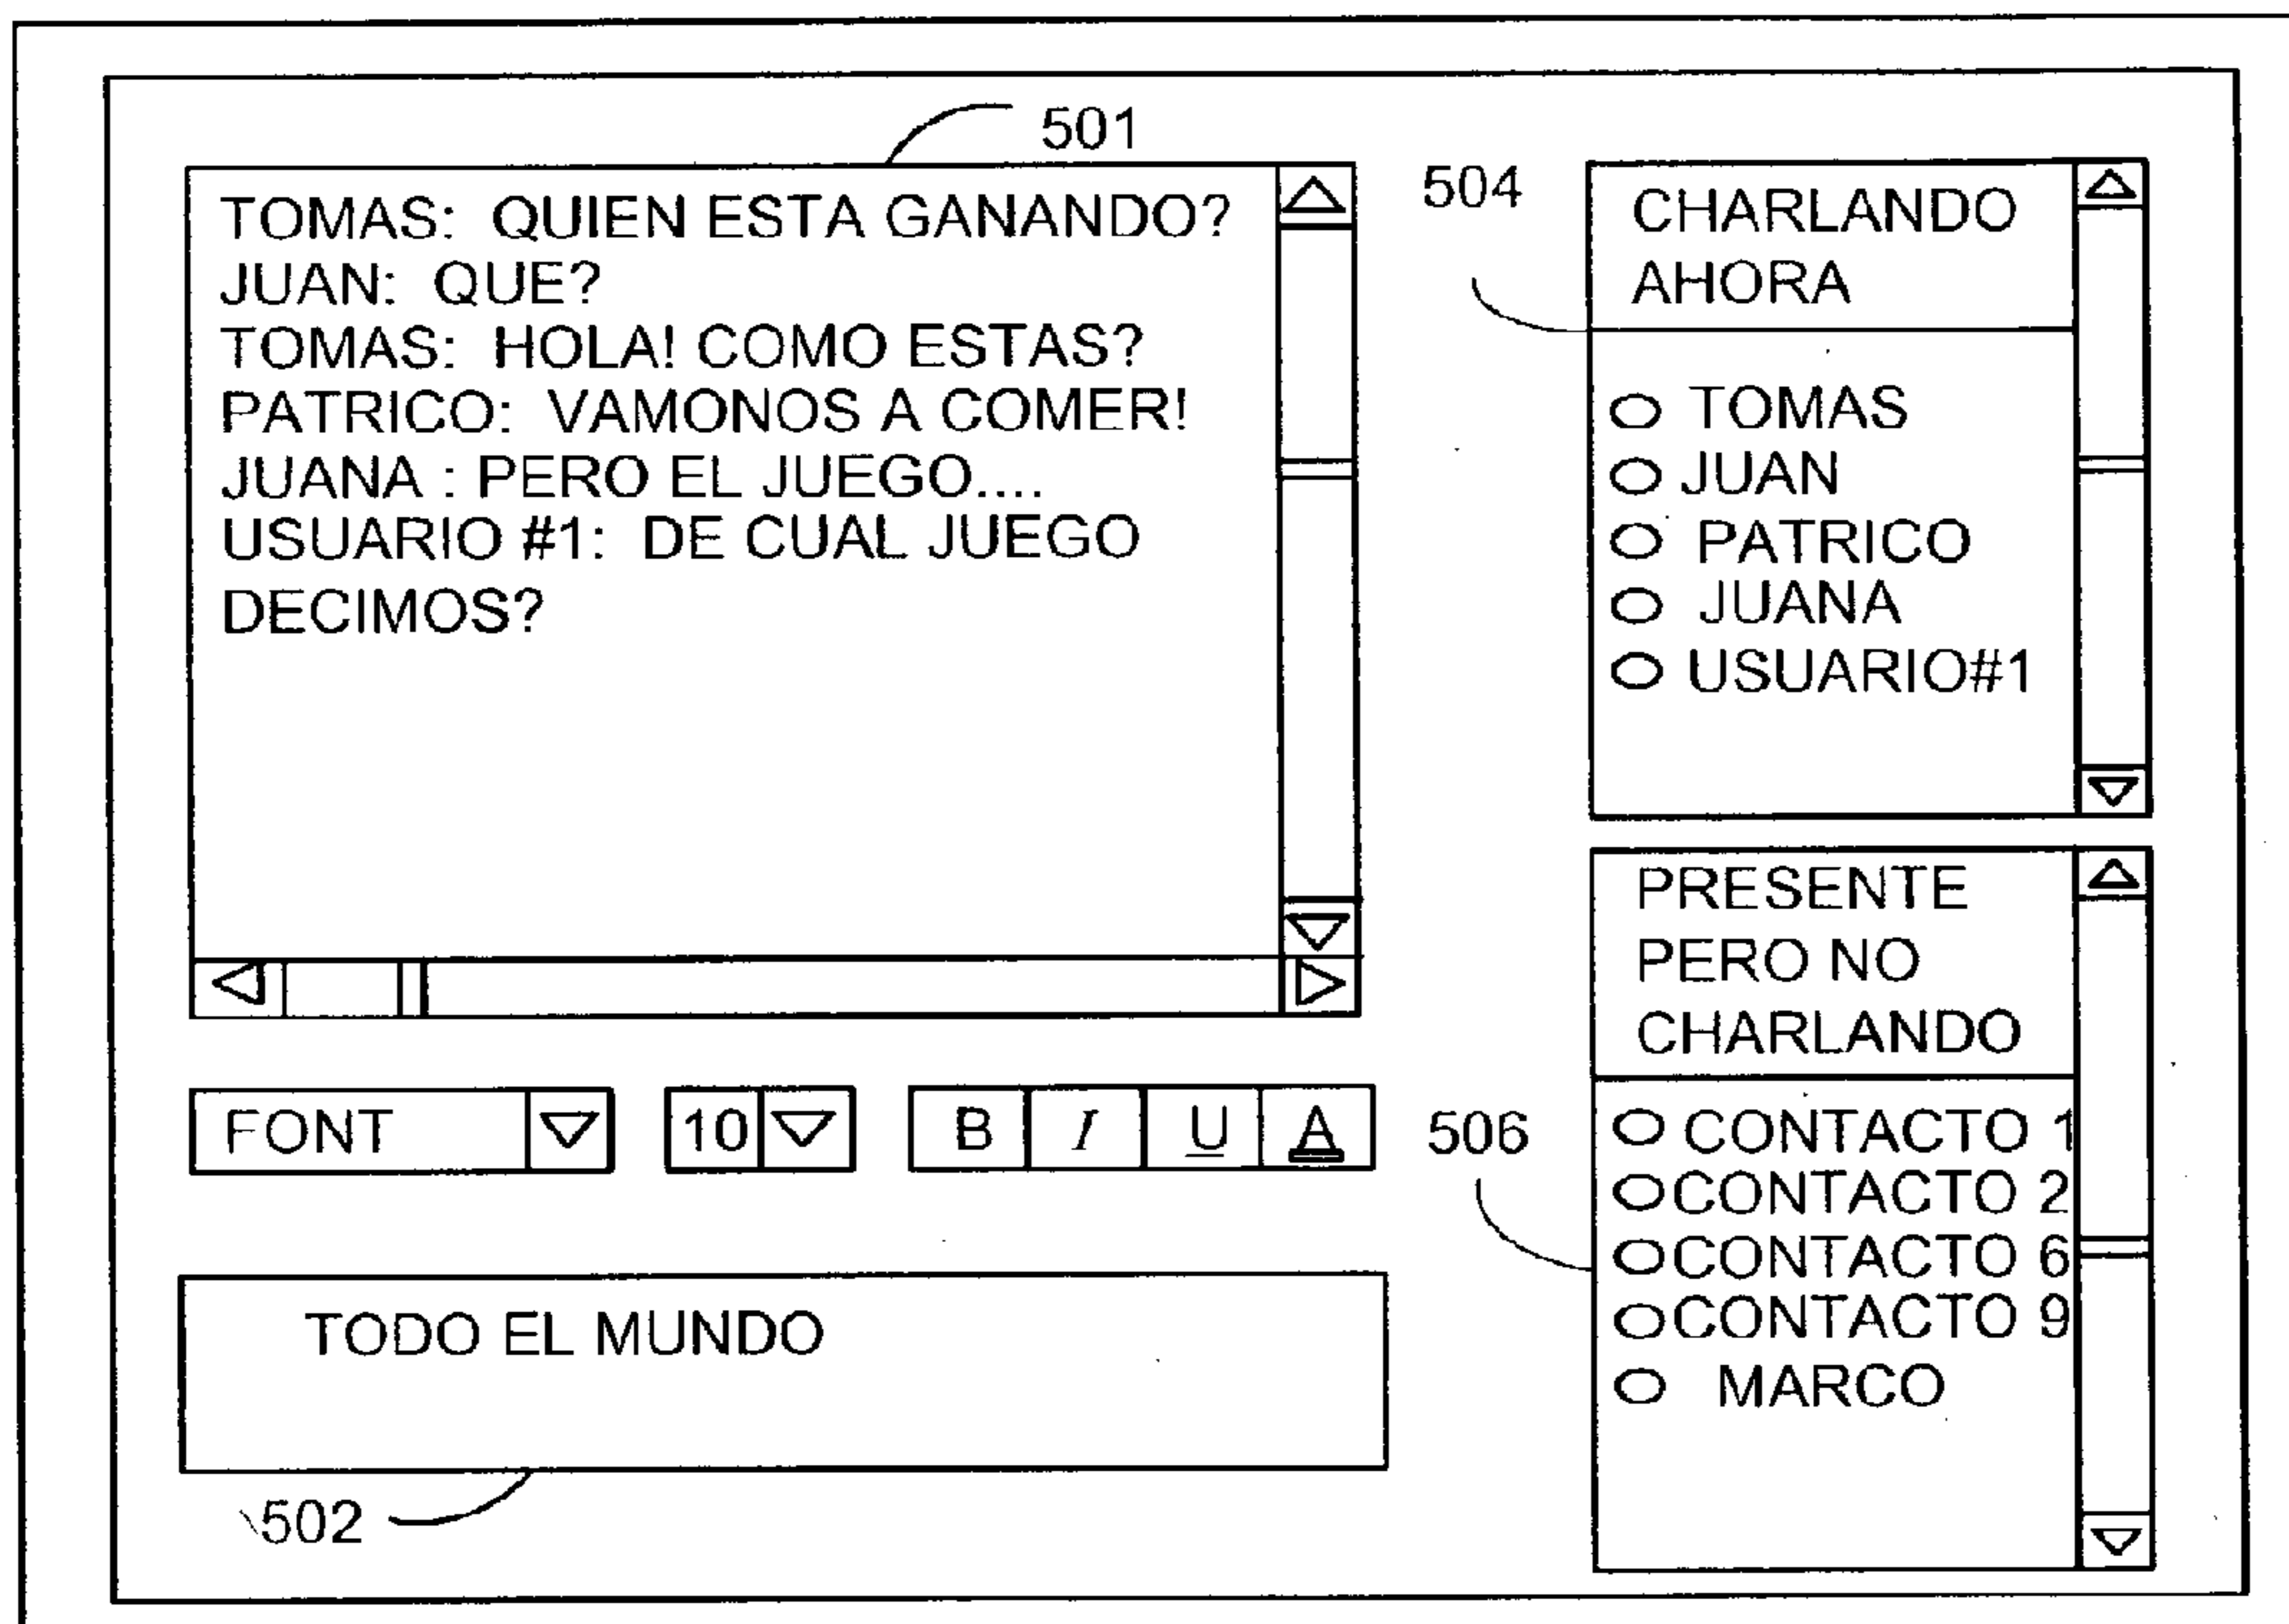 501
TOMAS: QUIEN ESTA GANANDO?
JUAN: QUE?
TOMAS: HOLA! COMO ESTAS?
PATRICO: VAMONOS A COMER!
JUANA : PERO EL JUEGO....
USUARIO #1: DE CUAL JUEGO
DECIMOS?
FONT
10
B I U A
TODO EL MUNDO
502
504
CHARLANDO
AHORA
TOMAS
JUAN
PATRICO
JUANA
USUARIO#1
PRESENTE
PERO NO
CHARLANDO
506
CONTACTO 1
CONTACTO 2
CONTACTO 6
CONTACTO 9
MARCO